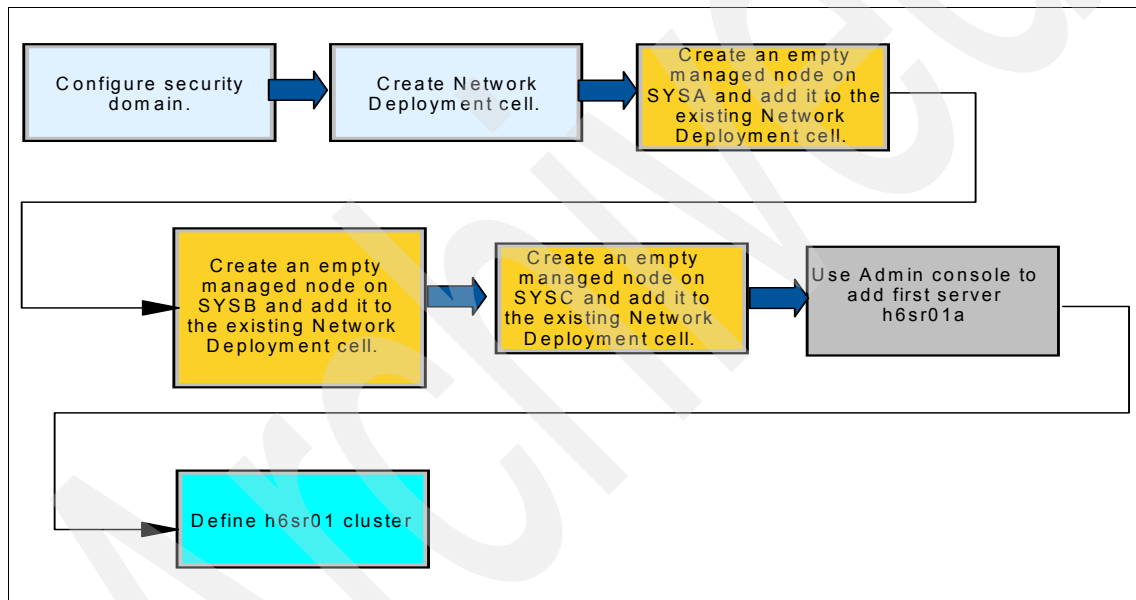 Configure security
domain.
Create Network
Deployment cell.
Create an empty
managed node on
SYSA and add it to the
existing Network
Deployment cell.
Create an empty
managed node on
SYSB and add it to
the existing Network
Deployment cell.
Create an empty
managed node on
SYSC and add it to
the existing Network
Deployment cell.
Use Admin console to
add first server
h6sr01a
Define h6sr01 cluster
Archived